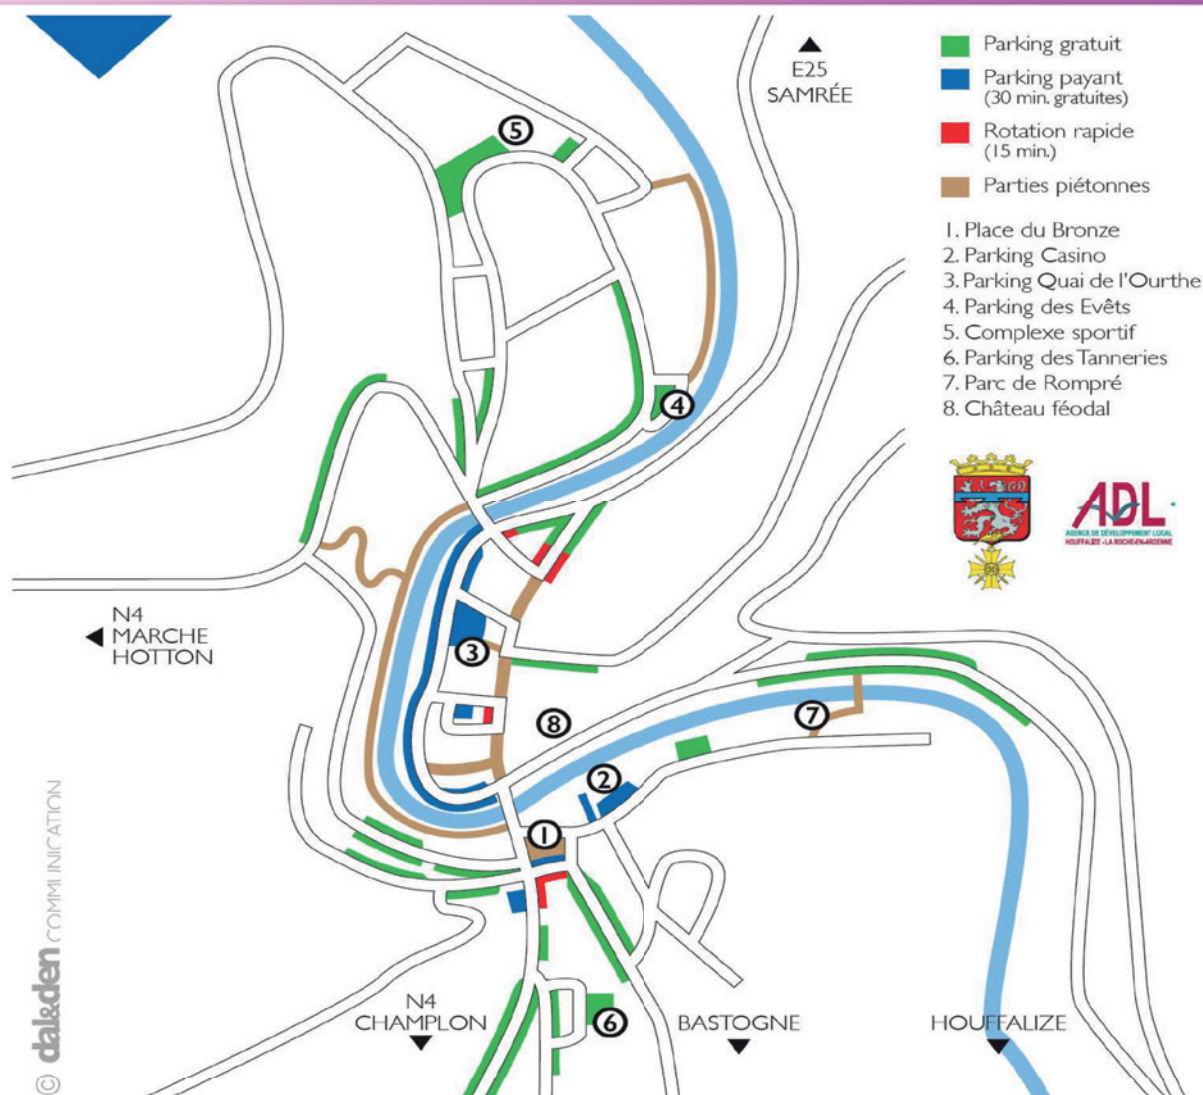 E25
SAMRÉE
Parking gratuit
Parking payant
(30 min. gratuites)
Rotation rapide
(15 min.)
Parties piétonnes
1. Place du Bronze
2. Parking Casino
3. Parking Quai de l'Ourthe
4. Parking des Evêts
5. Complexe sportif
6. Parking des Tanneries
7. Parc de Rompré
8. Château féodal
ADL
AGENCE DE DÉVELOPPEMENT LOCAL
HOUFFALIZE - LA ROCHE-EN-ARDENNE
5
4
N4
MARCHE
HOTTON
3
8
7
2
1
6
N4
CHAMPLON
BASTOGNE
HOUFFALIZE
© dal&den COMMUNICATION